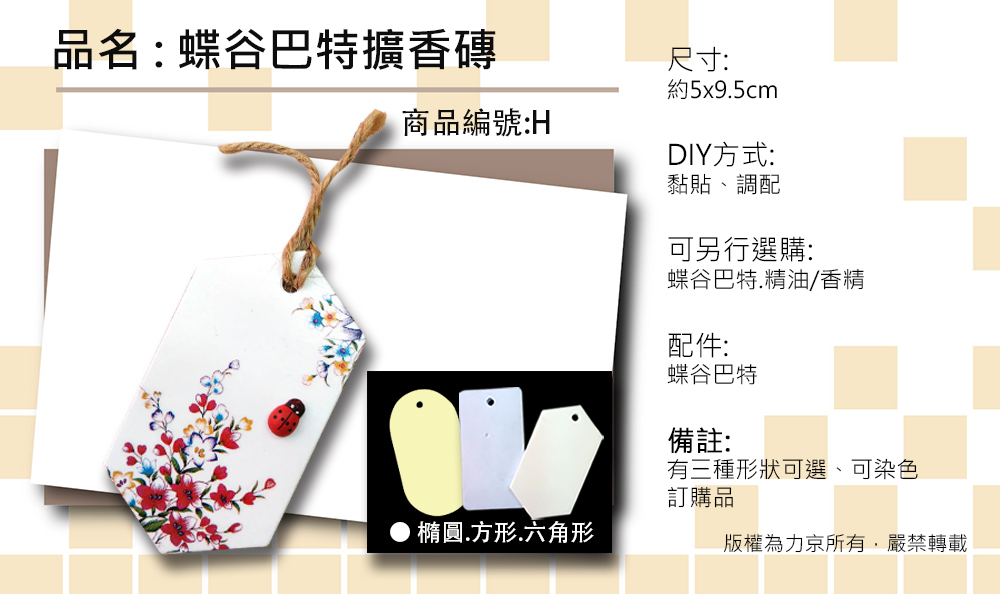 品名 : 蝶谷巴特擴香磚
商品編號:H
尺寸:
約5x9.5cm
DIY方式:
黏貼、調配
可另行選購:
蝶谷巴特.精油/香精
配件:
蝶谷巴特
備註:
有三種形狀可選、可染色
訂購品
● 橢圓.方形.六角形
版權為力京所有，嚴禁轉載